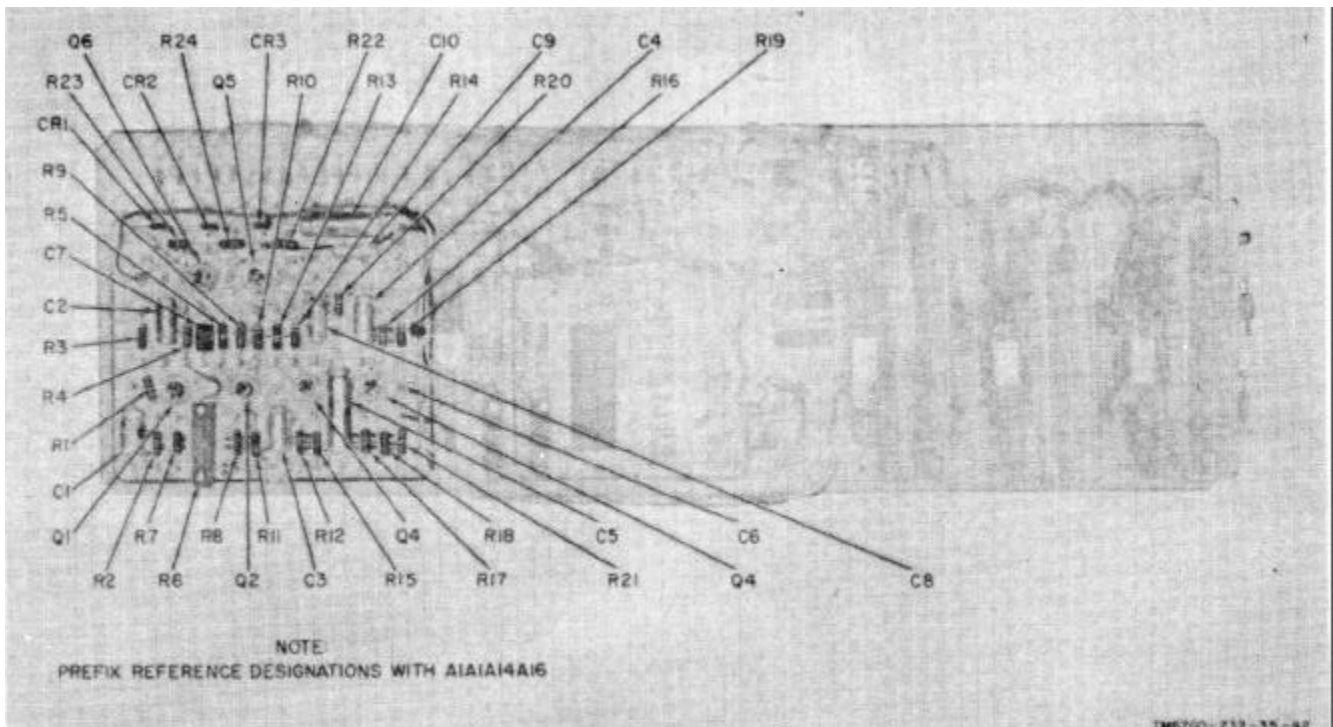 Q6 R24 CR3 R22 C10 C9 C4 R19
R23 CR2 Q5 R10 R13 R14 R20 R16
CR1
R9
R5
C7
C2
R3
R4
R1
C1
Q1 R7 R8 R11 R12 Q4 R18 C5 C6
R2 R6 Q2 C3 R15 R17 R21 Q4 C8
NOTE:
PREFIX REFERENCE DESIGNATIONS WITH A1A1A14A16